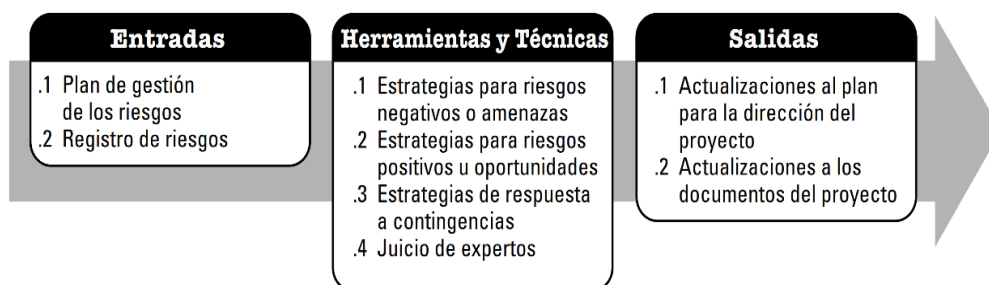 Entradas
.1 Plan de gestión
de los riesgos
.2 Registro de riesgos
Herramientas y Técnicas
.1 Estrategias para riesgos
negativos o amenazas
.2 Estrategias para riesgos
positivos u oportunidades
.3 Estrategias de respuesta
a contingencias
.4 Juicio de expertos
Salidas
.1 Actualizaciones al plan
para la dirección del
proyecto
.2 Actualizaciones a los
documentos del proyecto